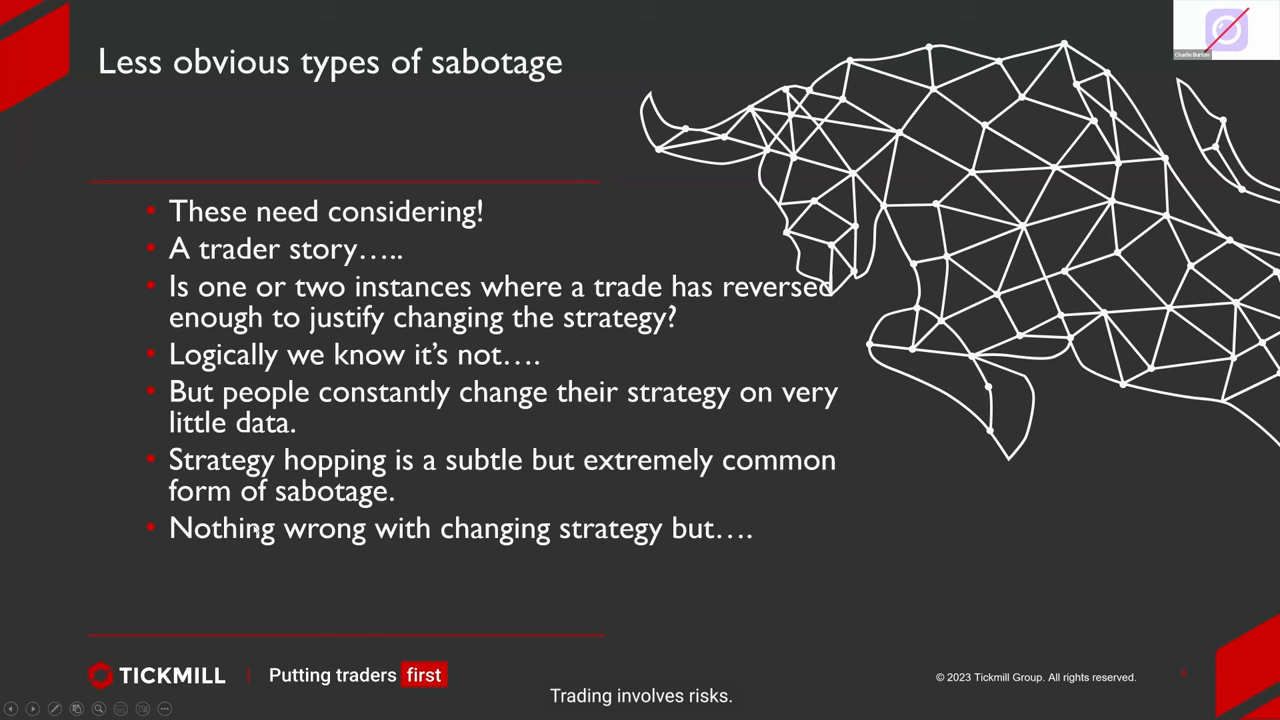 Less obvious types of sabotage
Charlie Burton
These need considering!
A trader story…..
Is one or two instances where a trade has reversed
enough to justify changing the strategy?
Logically we know it's not….
But people constantly change their strategy on very
little data.
Strategy hopping is a subtle but extremely common
form of sabotage.
Nothing wrong with changing strategy but….
TICKMILL | Putting traders first
© 2023 Tickmill Group. All rights reserved.
Trading involves risks.